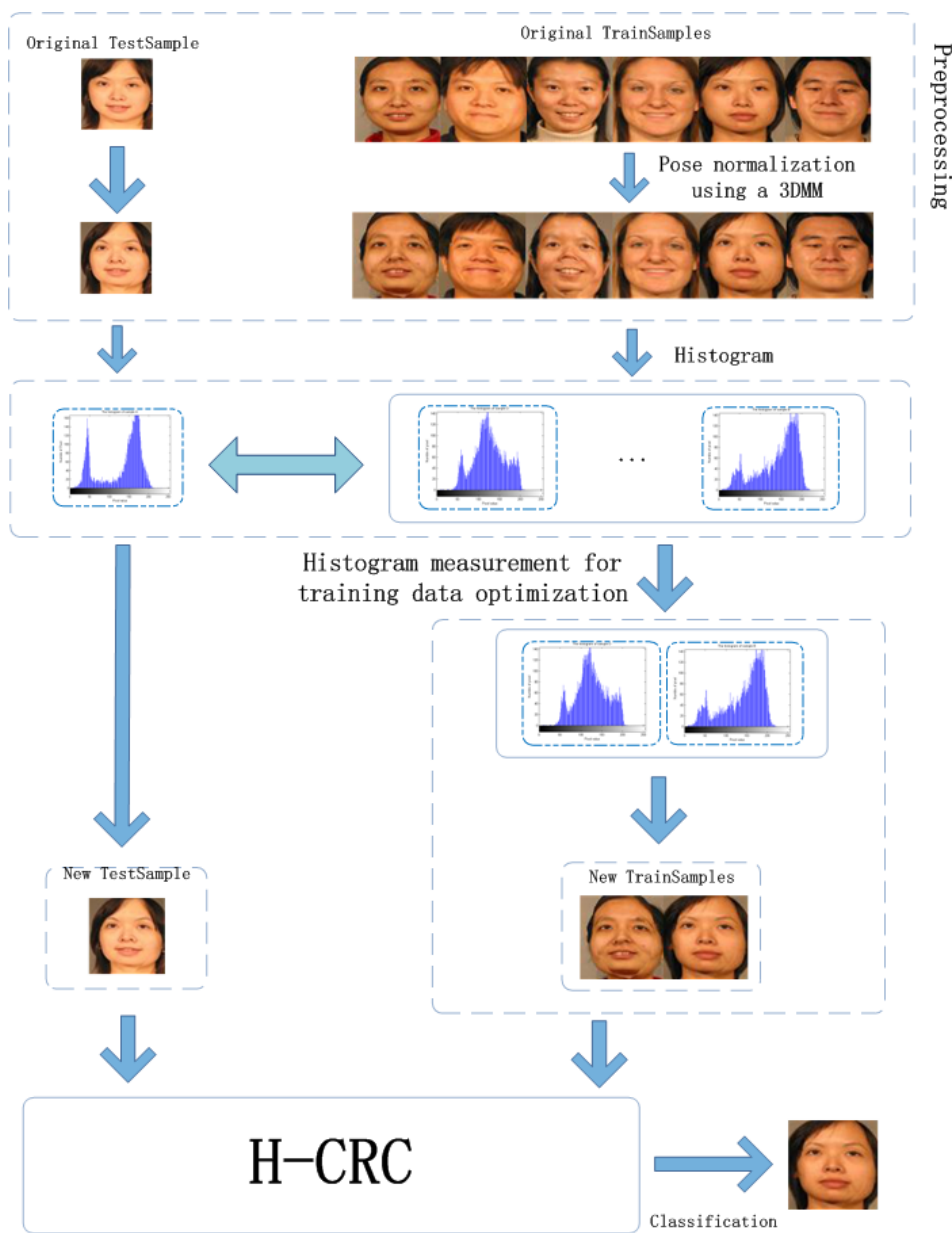 Original TestSample
Original TrainSamples
Preprocessing
Pose normalization
using a 3DMM
Histogram
...
Histogram measurement for
training data optimization
New TestSample
New TrainSamples
H-CRC
Classification